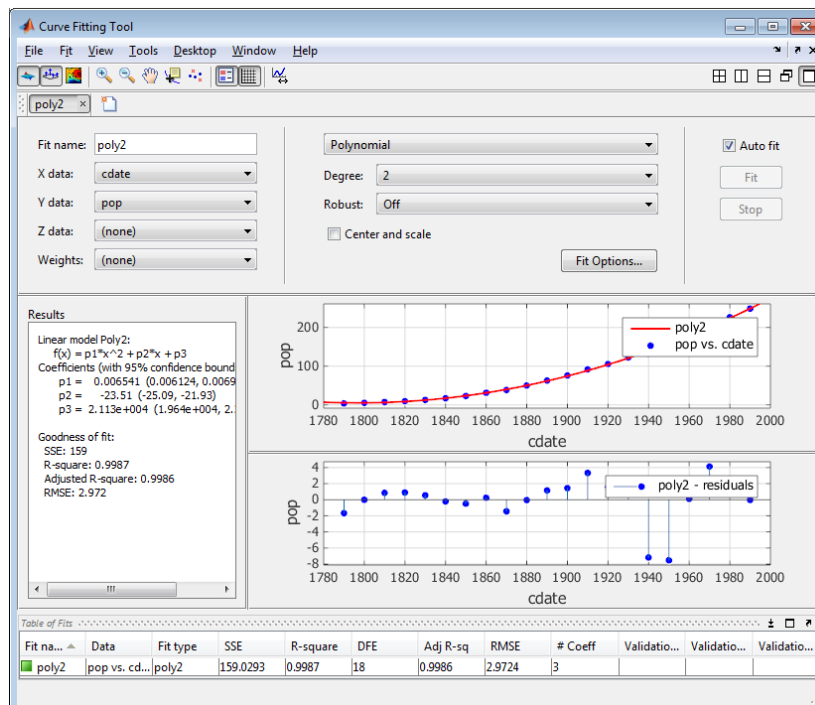 Curve Fitting Tool
File Fit View Tools Desktop Window Help
poly2
Fit name: poly2
X data: cdate
Y data: pop
Z data: (none)
Weights: (none)
Polynomial
Degree: 2
Robust: Off
Center and scale
Fit Options...
Auto fit
Fit
Stop
Results
Linear model Poly2:
f(x) = p1*x^2 + p2*x + p3
Coefficients (with 95% confidence bound
p1 = 0.006541 (0.006124, 0.0069
p2 = -23.51 (-25.09, -21.93)
p3 = 2.113e+004 (1.964e+004, 2.
Goodness of fit:
SSE: 159
R-square: 0.9987
Adjusted R-square: 0.9986
RMSE: 2.972
pop
200
100
0
poly2
pop vs. cdate
1780 1800 1820 1840 1860 1880 1900 1920 1940 1960 1980 2000
cdate
pop
4
2
0
-2
-4
-6
-8
poly2 - residuals
1780 1800 1820 1840 1860 1880 1900 1920 1940 1960 1980 2000
cdate
Table of Fits
Fit na... Data Fit type SSE R-square DFE Adj R-sq RMSE # Coeff Validatio... Validatio... Validatio...
poly2 pop vs. cd... poly2 159.0293 0.9987 18 0.9986 2.9724 3